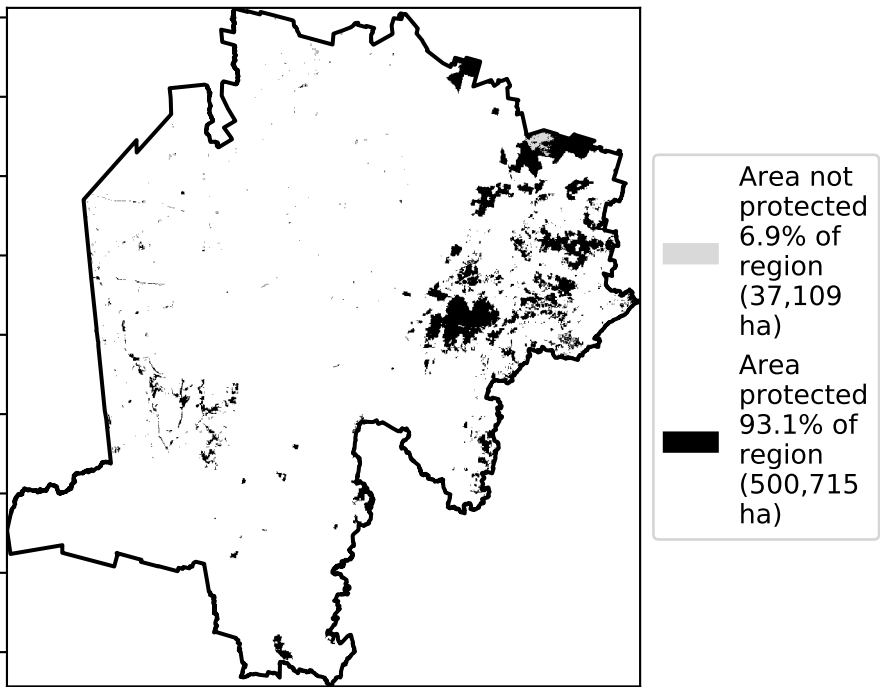 Area not
protected
6.9% of
region
(37,109
ha)
Area
protected
93.1% of
region
(500,715
ha)